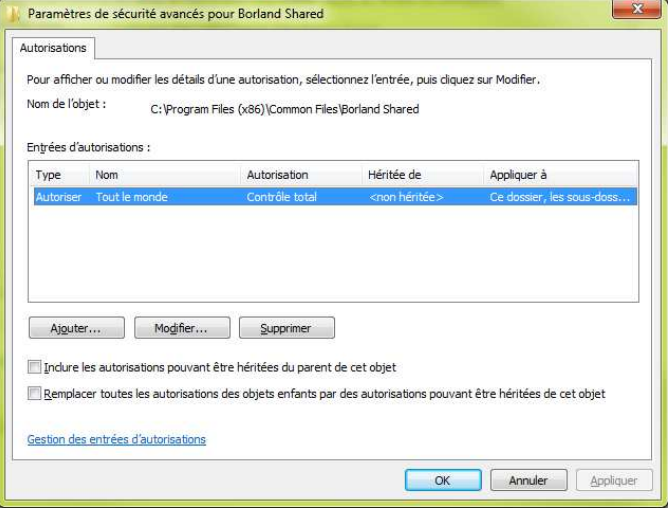 Paramètres de sécurité avancés pour Borland Shared
Autorisations
Pour afficher ou modifier les détails d'une autorisation, sélectionnez l'entrée, puis cliquez sur Modifier.
Nom de l'objet : C:\Program Files (x86)\Common Files\Borland Shared
Entrées d'autorisations :
Type Nom Autorisation Héritée de Appliquer à
Autoriser Tout le monde Contrôle total <non héritée> Ce dossier, les sous-doss...
Ajouter... Modifier... Supprimer
Inclure les autorisations pouvant être héritées du parent de cet objet
Remplacer toutes les autorisations des objets enfants par des autorisations pouvant être héritées de cet objet
Gestion des entrées d'autorisations
OK Annuler Appliquer